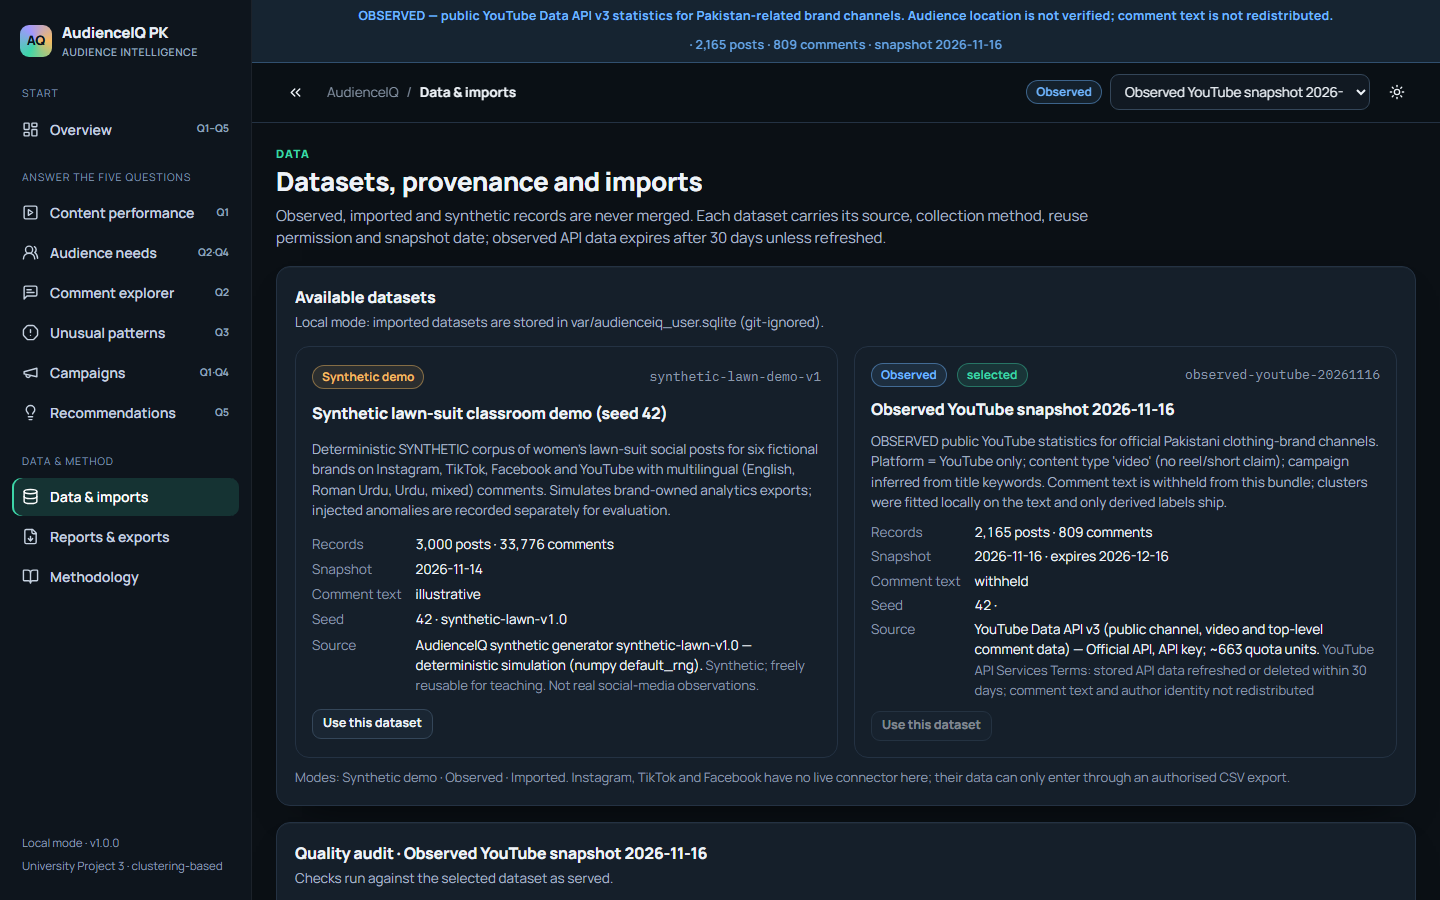 AQ
AudienceIQ PK
AUDIENCE INTELLIGENCE
START
Overview Q1–Q5
ANSWER THE FIVE QUESTIONS
Content performance Q1
Audience needs Q2·Q4
Comment explorer Q2
Unusual patterns Q3
Campaigns Q1·Q4
Recommendations Q5
DATA & METHOD
Data & imports
Reports & exports
Methodology
Local mode · v1.0.0
University Project 3 · clustering-based
OBSERVED — public YouTube Data API v3 statistics for Pakistan-related brand channels. Audience location is not verified; comment text is not redistributed.
· 2,165 posts · 809 comments · snapshot 2026-11-16
AudienceIQ / Data & imports
Observed
Observed YouTube snapshot 2026-
DATA
Datasets, provenance and imports
Observed, imported and synthetic records are never merged. Each dataset carries its source, collection method, reuse
permission and snapshot date; observed API data expires after 30 days unless refreshed.
Available datasets
Local mode: imported datasets are stored in var/audienceiq_user.sqlite (git-ignored).
Synthetic demo synthetic-lawn-demo-v1
Synthetic lawn-suit classroom demo (seed 42)
Deterministic SYNTHETIC corpus of women's lawn-suit social posts for six fictional
brands on Instagram, TikTok, Facebook and YouTube with multilingual (English,
Roman Urdu, Urdu, mixed) comments. Simulates brand-owned analytics exports;
injected anomalies are recorded separately for evaluation.
Records 3,000 posts · 33,776 comments
Snapshot 2026-11-14
Comment text illustrative
Seed 42 · synthetic-lawn-v1.0
Source AudienceIQ synthetic generator synthetic-lawn-v1.0 —
deterministic simulation (numpy default_rng). Synthetic; freely
reusable for teaching. Not real social-media observations.
Use this dataset
Observed selected observed-youtube-20261116
Observed YouTube snapshot 2026-11-16
OBSERVED public YouTube statistics for official Pakistani clothing-brand channels.
Platform = YouTube only; content type 'video' (no reel/short claim); campaign
inferred from title keywords. Comment text is withheld from this bundle; clusters
were fitted locally on the text and only derived labels ship.
Records 2,165 posts · 809 comments
Snapshot 2026-11-16 · expires 2026-12-16
Comment text withheld
Seed 42 ·
Source YouTube Data API v3 (public channel, video and top-level
comment data) — Official API, API key; ~663 quota units. YouTube
API Services Terms: stored API data refreshed or deleted within 30
days; comment text and author identity not redistributed
Use this dataset
Modes: Synthetic demo · Observed · Imported. Instagram, TikTok and Facebook have no live connector here; their data can only enter through an authorised CSV export.
Quality audit · Observed YouTube snapshot 2026-11-16
Checks run against the selected dataset as served.